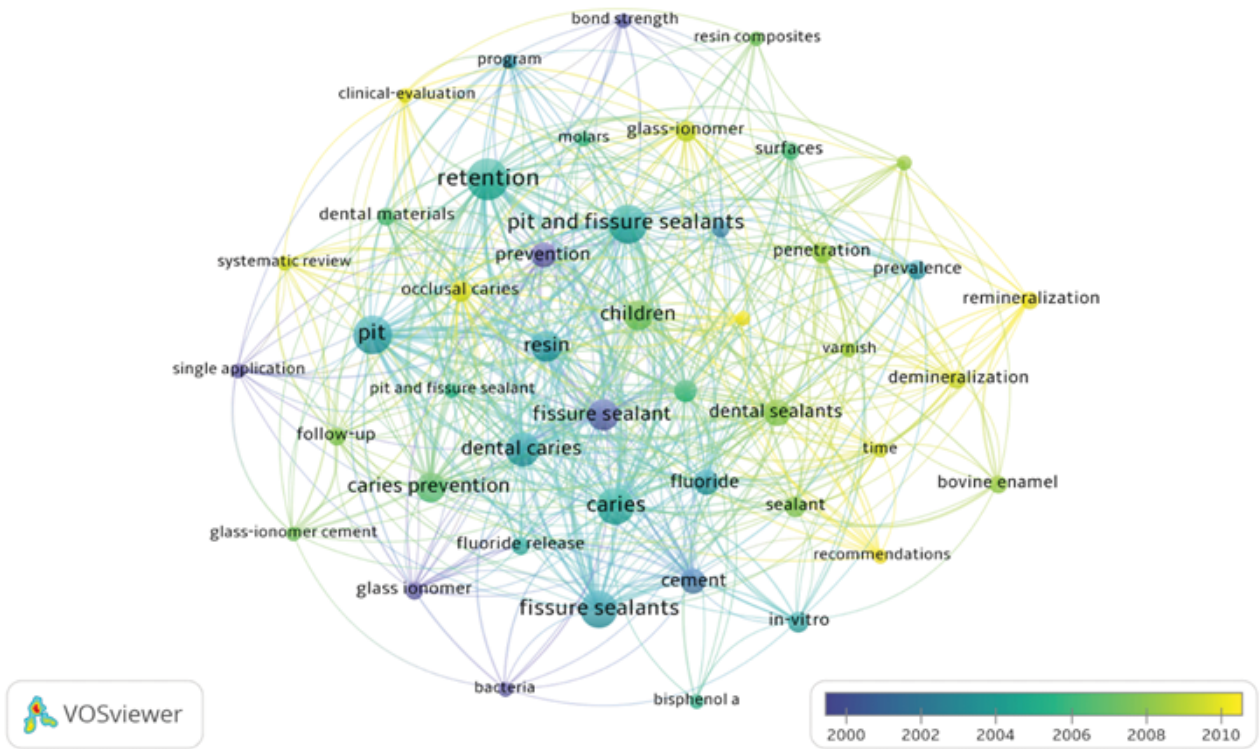 bond strength
resin composites
program
clinical-evaluation
molars
glass-ionomer
surfaces
retention
dental materials
pit and fissure sealants
prevention
penetration
systematic review
prevalence
occlusal caries
remineralization
children
pit
resin
varnish
single application
demineralization
pit and fissure sealant
fissure sealant
dental sealants
follow-up
dental caries
time
caries prevention
fluoride
bovine enamel
caries
sealant
glass-ionomer cement
fluoride release
recommendations
glass ionomer
cement
fissure sealants
in-vitro
bacteria
bisphenol a
VOSviewer
2000 2002 2004 2006 2008 2010